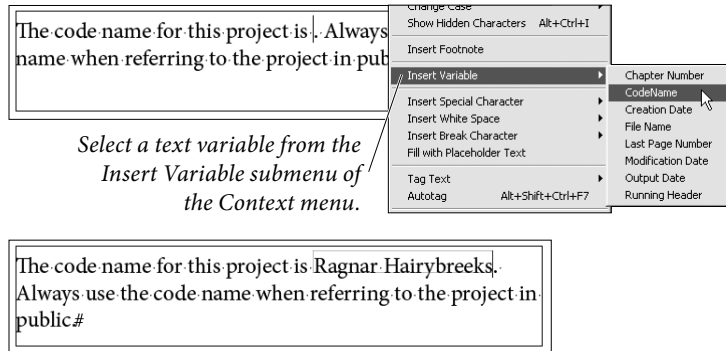 The code name for this project is . Always
name when referring to the project in pub
Change Case
Show Hidden Characters Alt+Ctrl+I
Insert Footnote
Insert Variable
Insert Special Character
Insert White Space
Insert Break Character
Fill with Placeholder Text
Tag Text
Autotag Alt+Shift+Ctrl+F7
Chapter Number
CodeName
Creation Date
File Name
Last Page Number
Modification Date
Output Date
Running Header
Select a text variable from the
Insert Variable submenu of
the Context menu.
The code name for this project is Ragnar Hairybreeks.
Always use the code name when referring to the project in
public.#